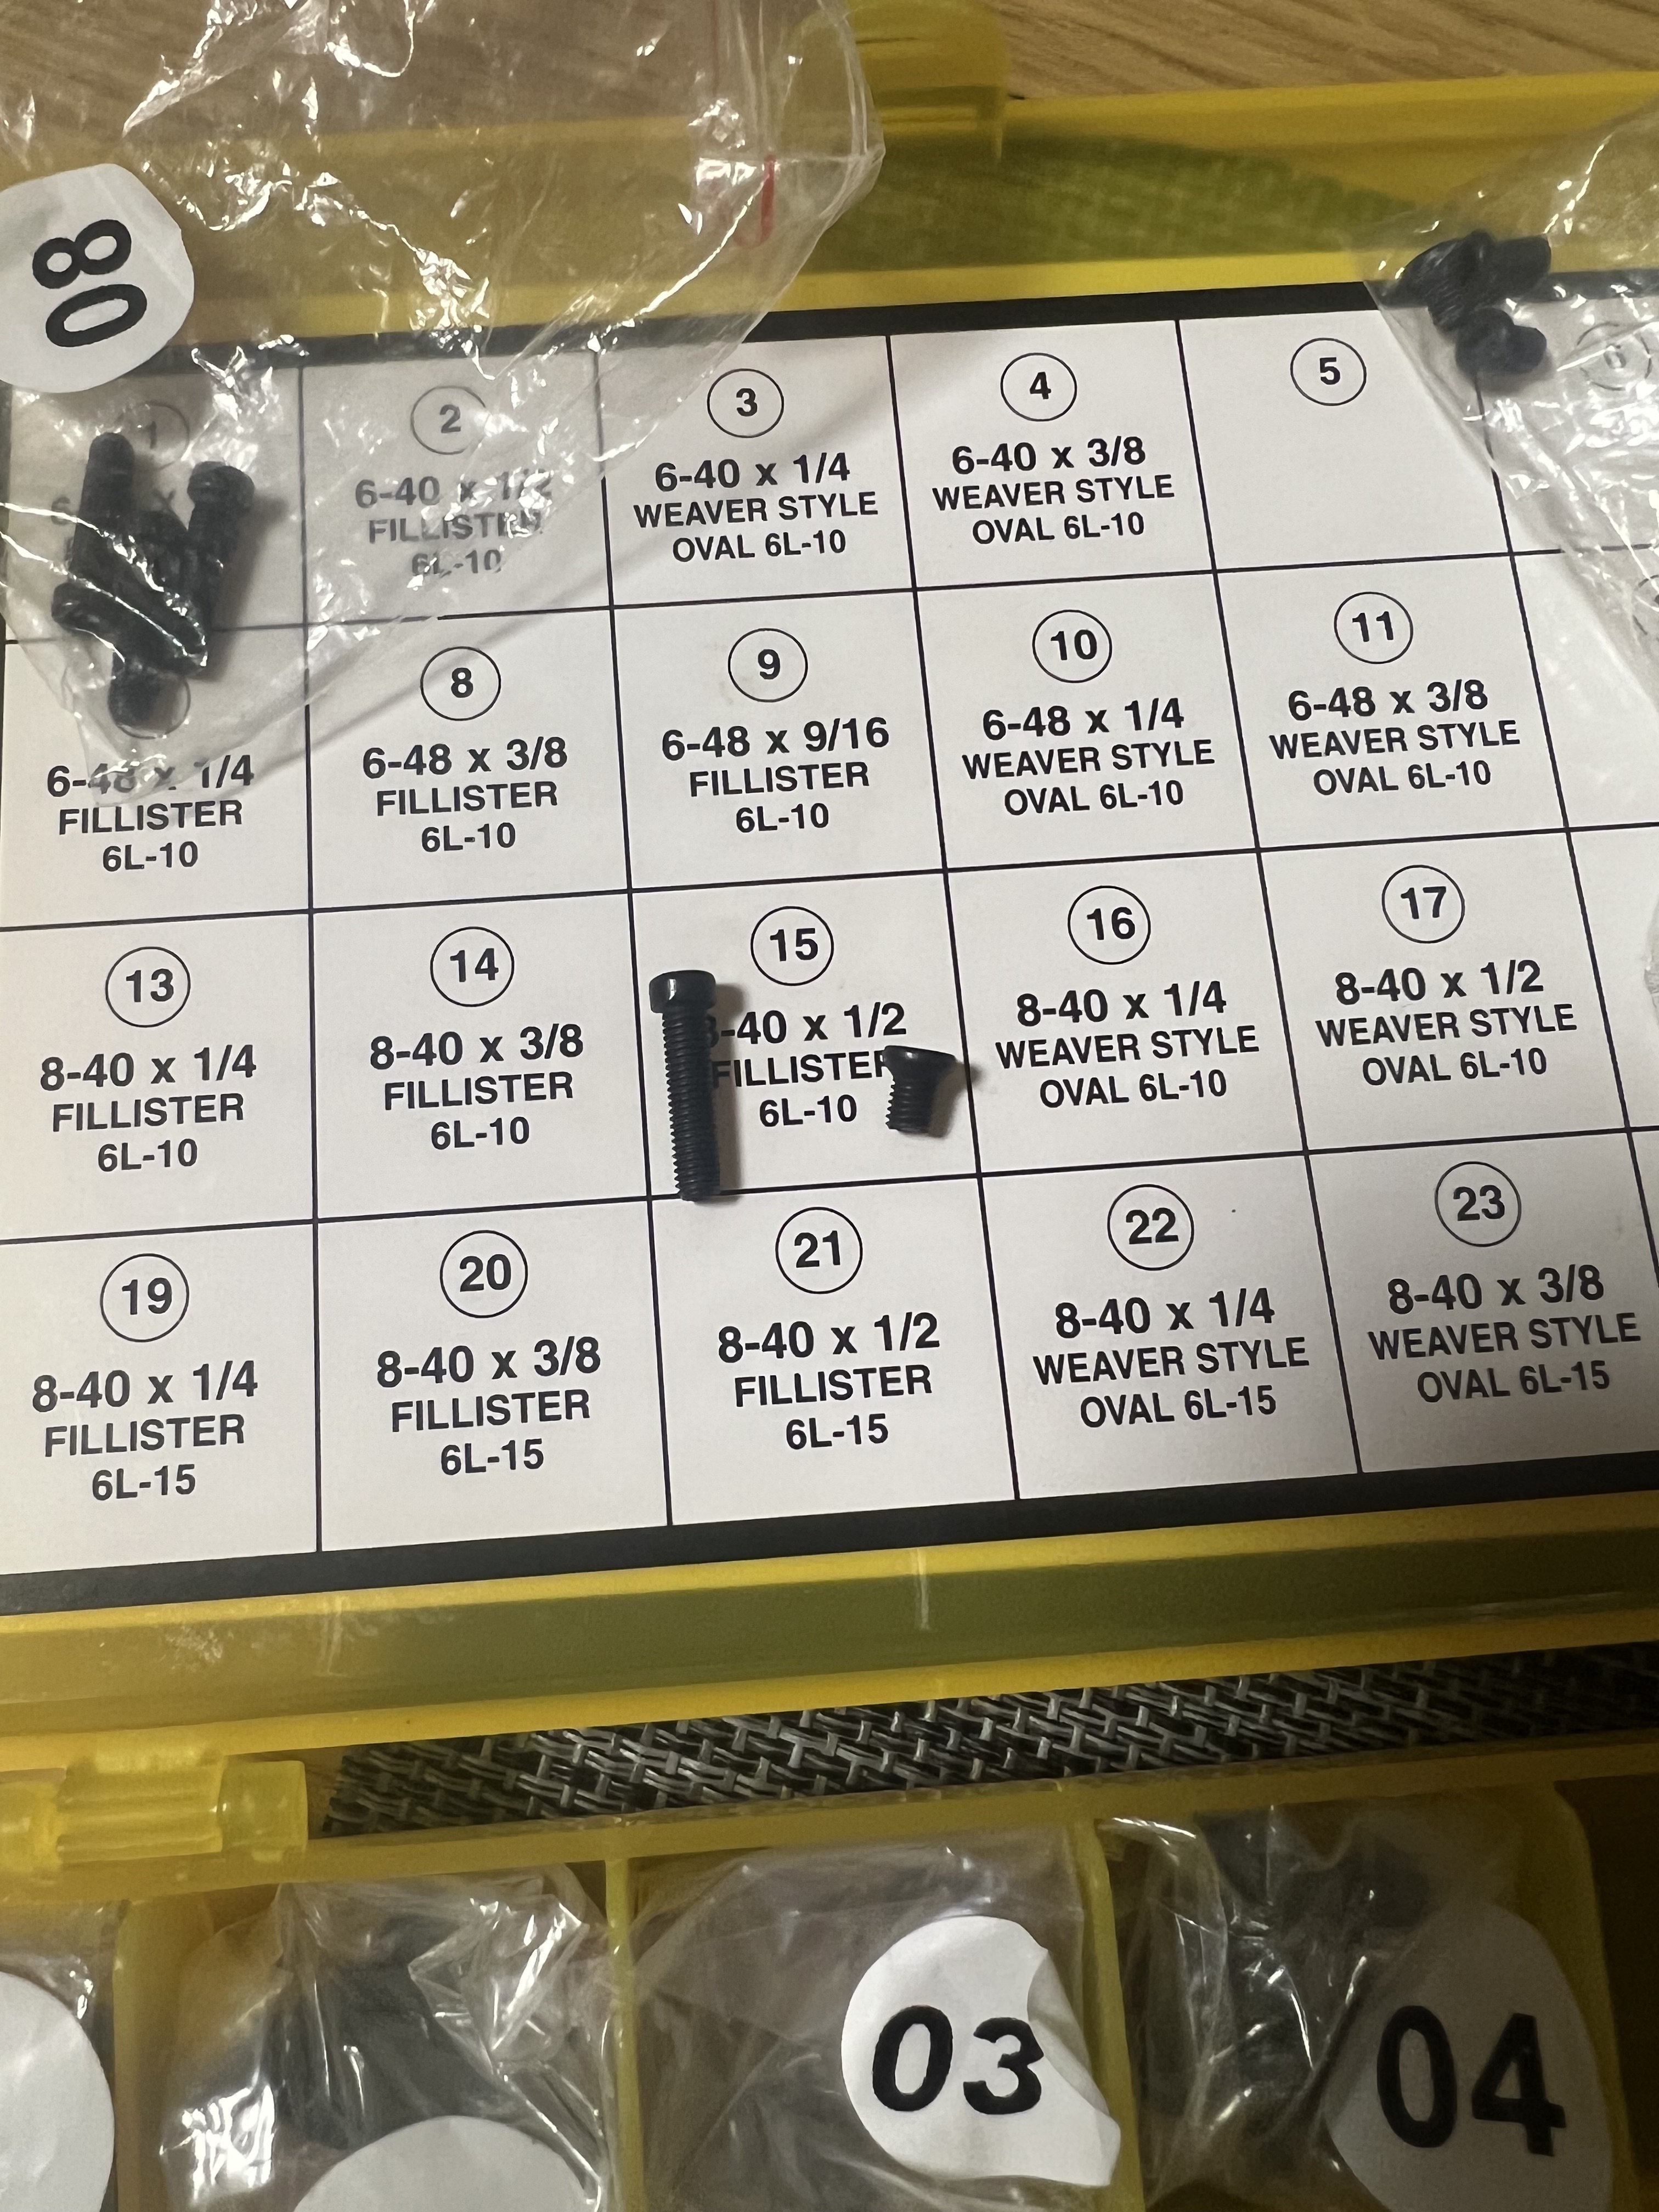 08
1
2
6-40 x 1/2
FILLISTER
6L-10
3
6-40 x 1/4
WEAVER STYLE
OVAL 6L-10
4
6-40 x 3/8
WEAVER STYLE
OVAL 6L-10
5
6
6-48 x 1/4
FILLISTER
6L-10
8
6-48 x 3/8
FILLISTER
6L-10
9
6-48 x 9/16
FILLISTER
6L-10
10
6-48 x 1/4
WEAVER STYLE
OVAL 6L-10
11
6-48 x 3/8
WEAVER STYLE
OVAL 6L-10
13
8-40 x 1/4
FILLISTER
6L-10
14
8-40 x 3/8
FILLISTER
6L-10
15
8-40 x 1/2
FILLISTER
6L-10
16
8-40 x 1/4
WEAVER STYLE
OVAL 6L-10
17
8-40 x 1/2
WEAVER STYLE
OVAL 6L-10
19
8-40 x 1/4
FILLISTER
6L-15
20
8-40 x 3/8
FILLISTER
6L-15
21
8-40 x 1/2
FILLISTER
6L-15
22
8-40 x 1/4
WEAVER STYLE
OVAL 6L-15
23
8-40 x 3/8
WEAVER STYLE
OVAL 6L-15
03
04